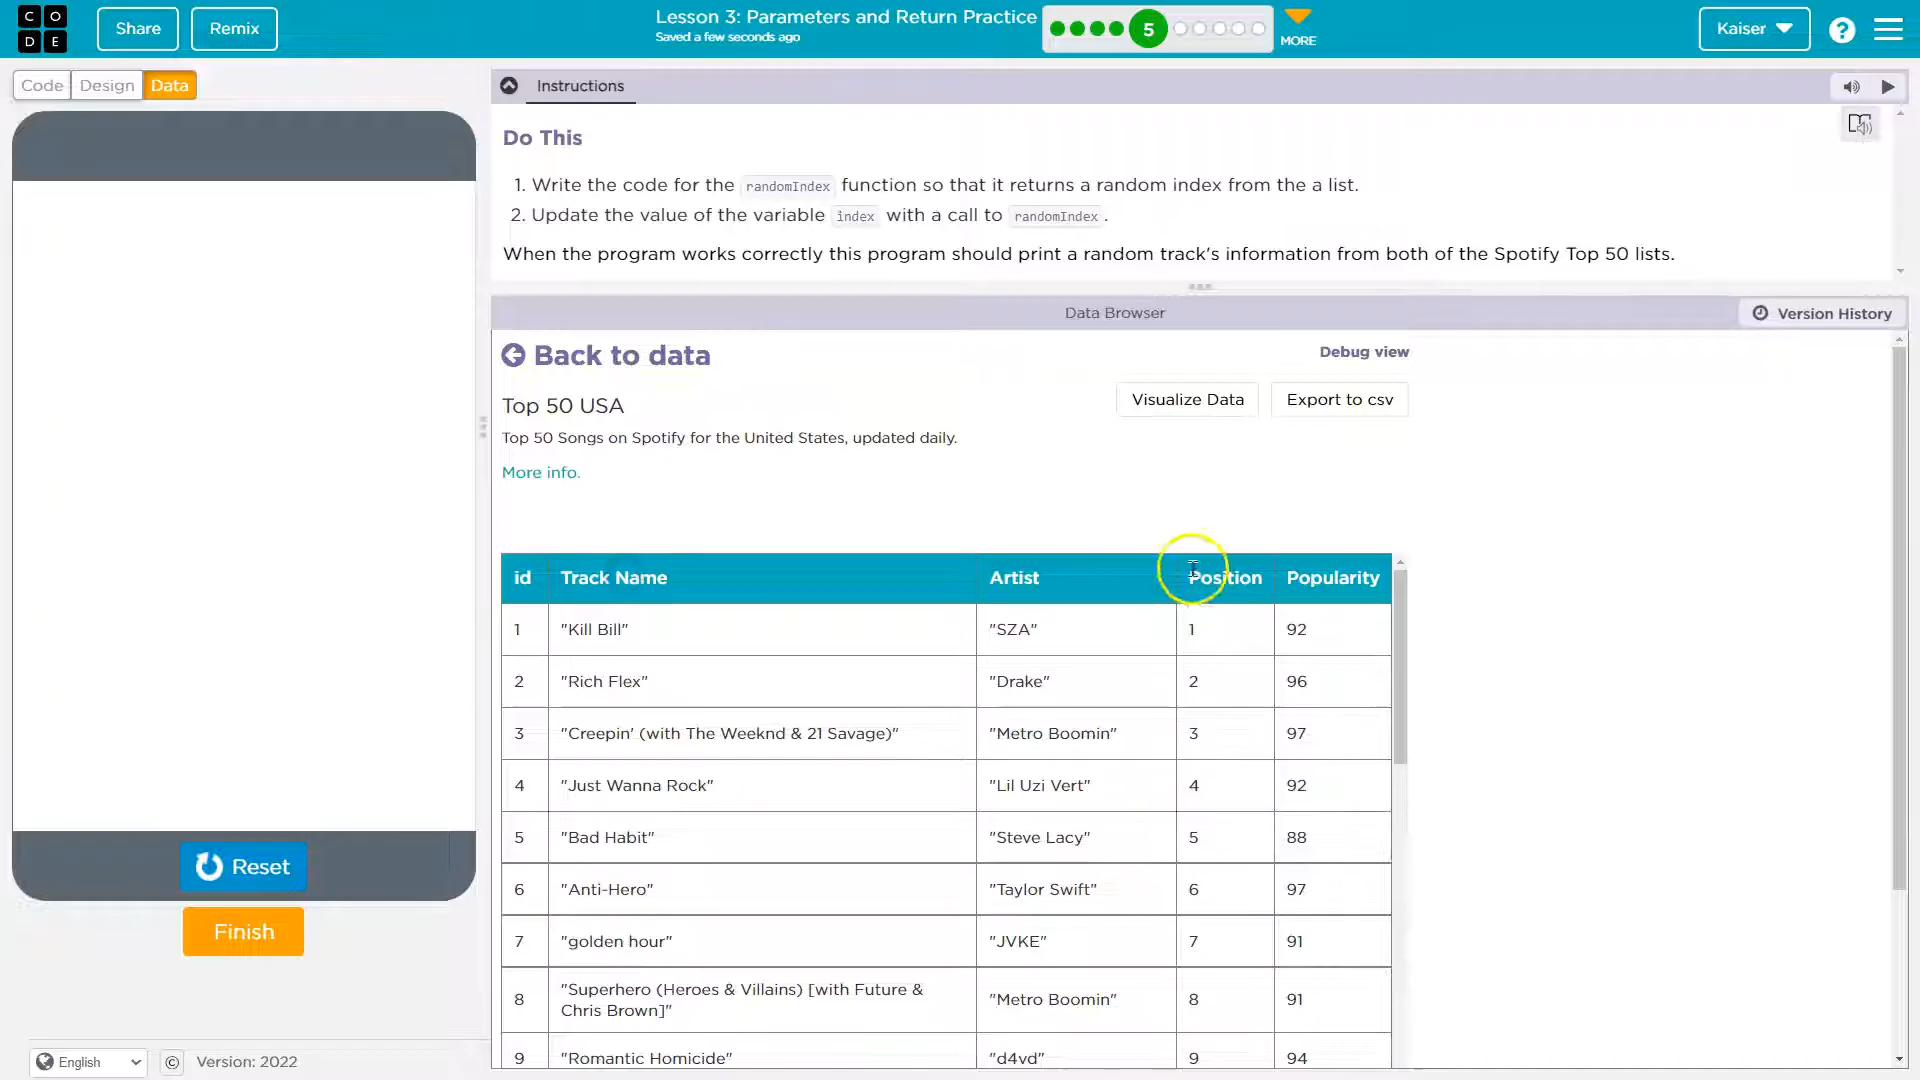 CODE
Share
Remix
Lesson 3: Parameters and Return Practice
Saved a few seconds ago
5
MORE
Kaiser
?
Code
Design
Data
Instructions
Do This
1. Write the code for the randomIndex function so that it returns a random index from the a list.
2. Update the value of the variable index with a call to randomIndex .
When the program works correctly this program should print a random track's information from both of the Spotify Top 50 lists.
Data Browser
Version History
Back to data
Debug view
Top 50 USA
Visualize Data
Export to csv
Top 50 Songs on Spotify for the United States, updated daily.
More info.
id Track Name Artist Position Popularity
1 "Kill Bill" "SZA" 1 92
2 "Rich Flex" "Drake" 2 96
3 "Creepin' (with The Weeknd & 21 Savage)" "Metro Boomin" 3 97
4 "Just Wanna Rock" "Lil Uzi Vert" 4 92
5 "Bad Habit" "Steve Lacy" 5 88
6 "Anti-Hero" "Taylor Swift" 6 97
7 "golden hour" "JVKE" 7 91
8 "Superhero (Heroes & Villains) [with Future &
Chris Brown]" "Metro Boomin" 8 91
9 "Romantic Homicide" "d4vd" 9 94
Reset
Finish
English
© Version: 2022